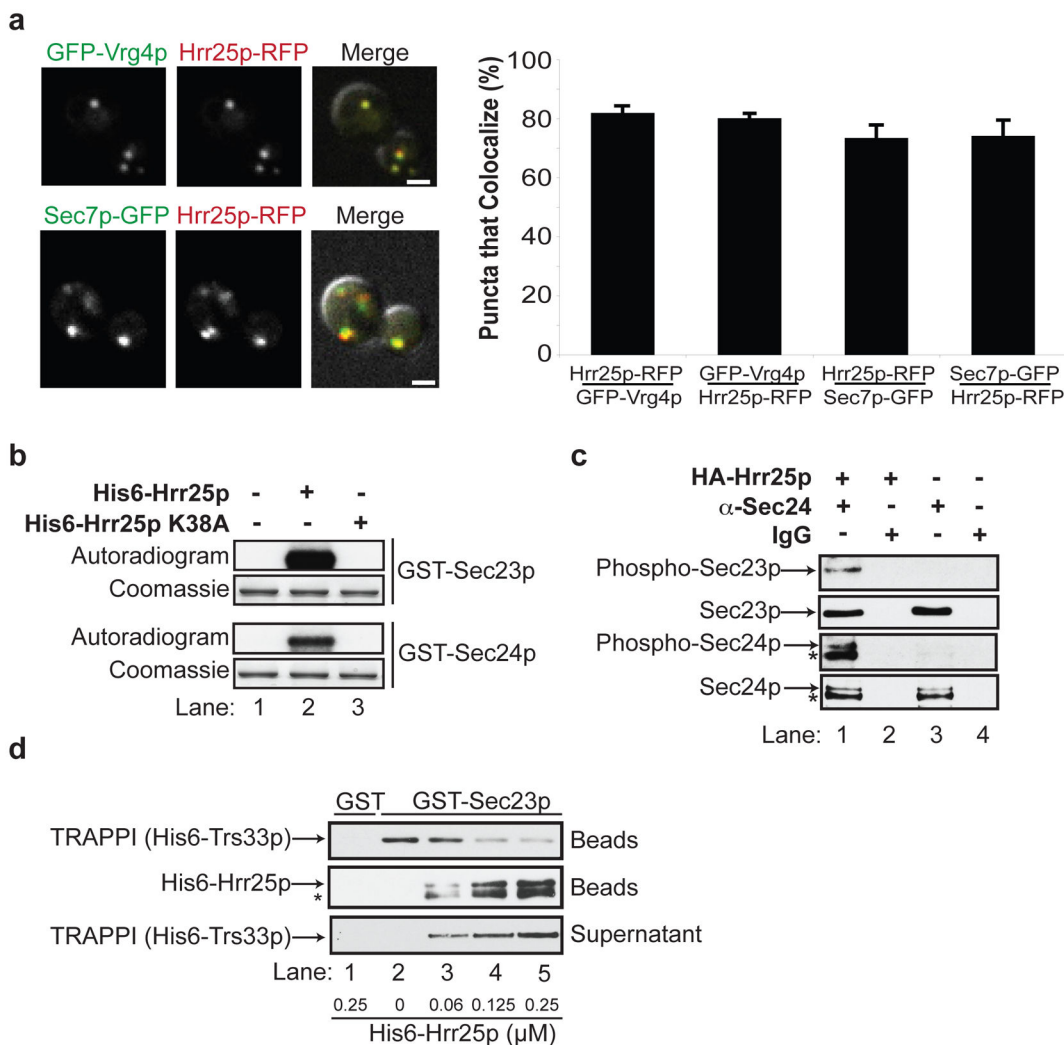 a
GFP-Vrg4p Hrr25p-RFP Merge
Sec7p-GFP Hrr25p-RFP Merge
Puncta that Colocalize (%)
100
80
60
40
20
0
Hrr25p-RFP GFP-Vrg4p Hrr25p-RFP Sec7p-GFP
GFP-Vrg4p Hrr25p-RFP Sec7p-GFP Hrr25p-RFP
b
His6-Hrr25p - + -
His6-Hrr25p K38A - - +
Autoradiogram
Coomassie
GST-Sec23p
Autoradiogram
Coomassie
GST-Sec24p
Lane: 1 2 3
c
HA-Hrr25p + + - -
α-Sec24 + - + -
IgG - + - +
Phospho-Sec23p
Sec23p
Phospho-Sec24p
*
Sec24p
*
Lane: 1 2 3 4
d
GST GST-Sec23p
TRAPPI (His6-Trs33p) Beads
His6-Hrr25p Beads
*
TRAPPI (His6-Trs33p) Supernatant
Lane: 1 2 3 4 5
0.25 0 0.06 0.125 0.25
His6-Hrr25p (µM)